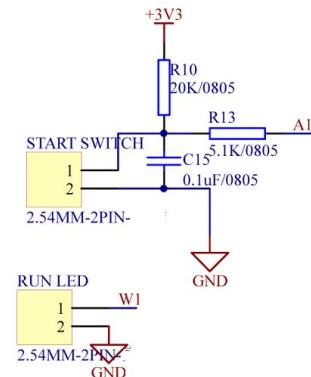 +3V3
R10
20K/0805
R13
A1
5.1K/0805
START SWITCH
1
2
C15
0.1uF/0805
2.54MM-2PIN-
GND
RUN LED
1
W1
2
2.54MM-2PIN-
GND